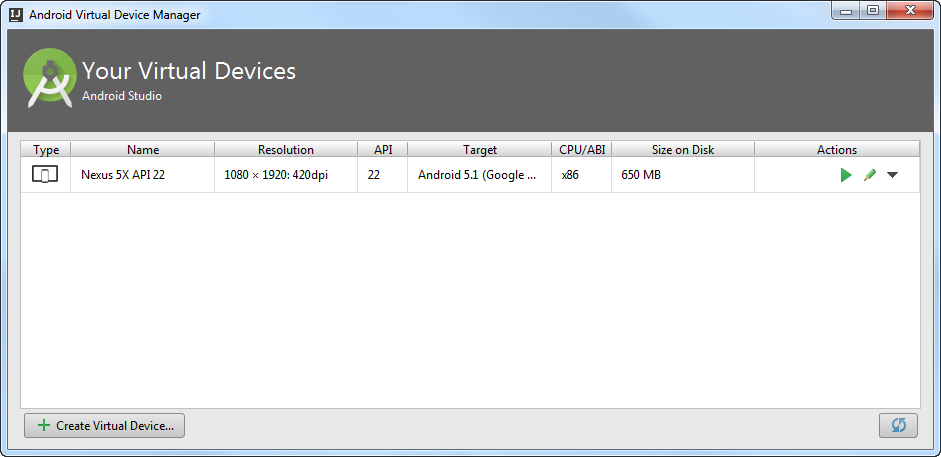 IJ Android Virtual Device Manager
Your Virtual Devices
Android Studio
Type Name Resolution API Target CPU/ABI Size on Disk Actions
Nexus 5X API 22 1080 × 1920: 420dpi 22 Android 5.1 (Google ... x86 650 MB
Create Virtual Device...